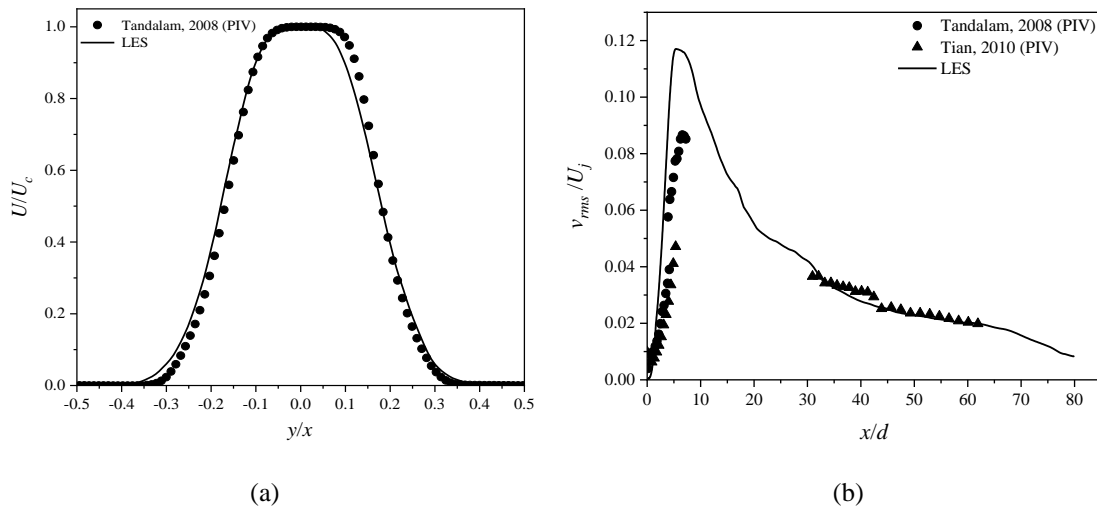 Tandalam, 2008 (PIV)
LES
U/U_c
1.0
0.8
0.6
0.4
0.2
0.0
-0.5 -0.4 -0.3 -0.2 -0.1 0.0 0.1 0.2 0.3 0.4 0.5
y/x
(a)
Tandalam, 2008 (PIV)
Tian, 2010 (PIV)
LES
v_rms/U_j
0.12
0.10
0.08
0.06
0.04
0.02
0.00
0 10 20 30 40 50 60 70 80
x/d
(b)